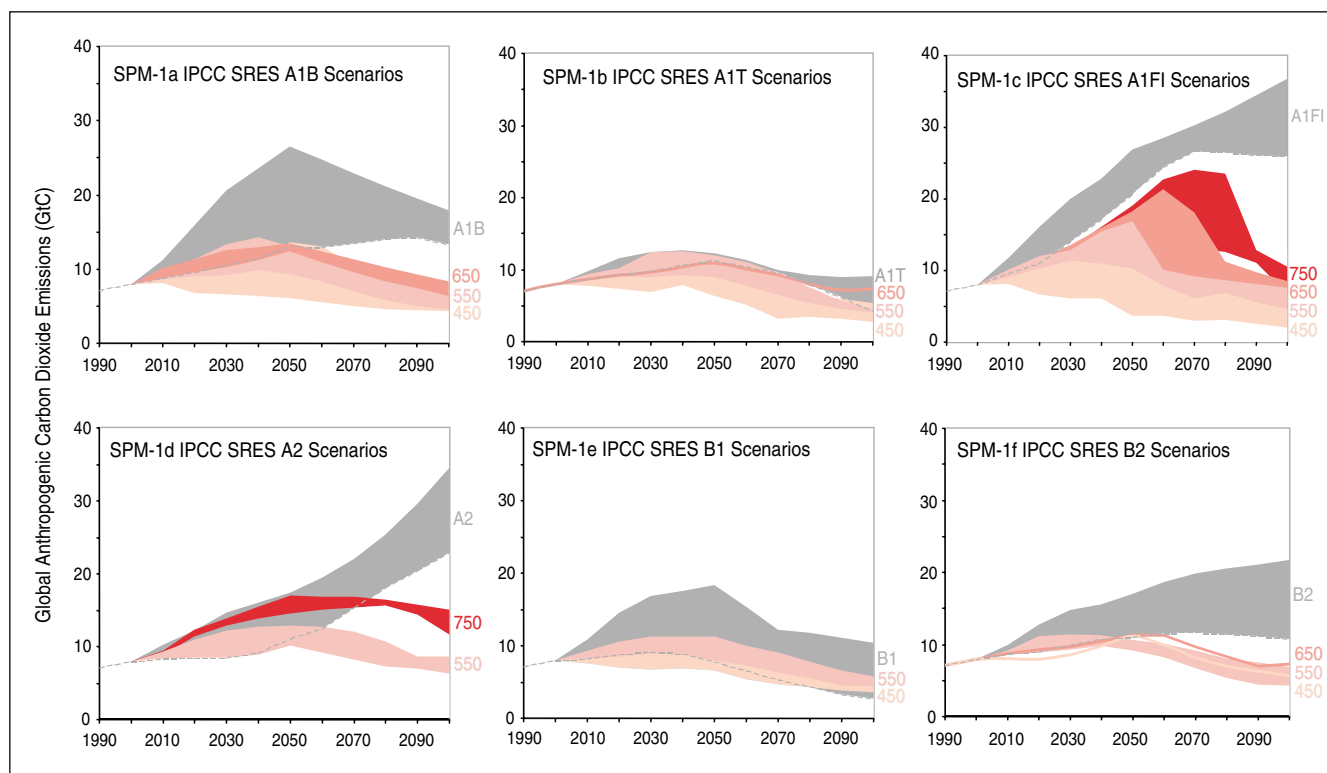 Global Anthropogenic Carbon Dioxide Emissions (GtC)
SPM-1a IPCC SRES A1B Scenarios
40
30
20
10
0
1990 2010 2030 2050 2070 2090
A1B
650
550
450
SPM-1b IPCC SRES A1T Scenarios
40
30
20
10
0
1990 2010 2030 2050 2070 2090
A1T
650
550
450
SPM-1c IPCC SRES A1FI Scenarios
40
30
20
10
0
1990 2010 2030 2050 2070 2090
A1FI
750
650
550
450
SPM-1d IPCC SRES A2 Scenarios
40
30
20
10
0
1990 2010 2030 2050 2070 2090
A2
750
550
SPM-1e IPCC SRES B1 Scenarios
40
30
20
10
0
1990 2010 2030 2050 2070 2090
B1
550
450
SPM-1f IPCC SRES B2 Scenarios
40
30
20
10
0
1990 2010 2030 2050 2070 2090
B2
650
550
450